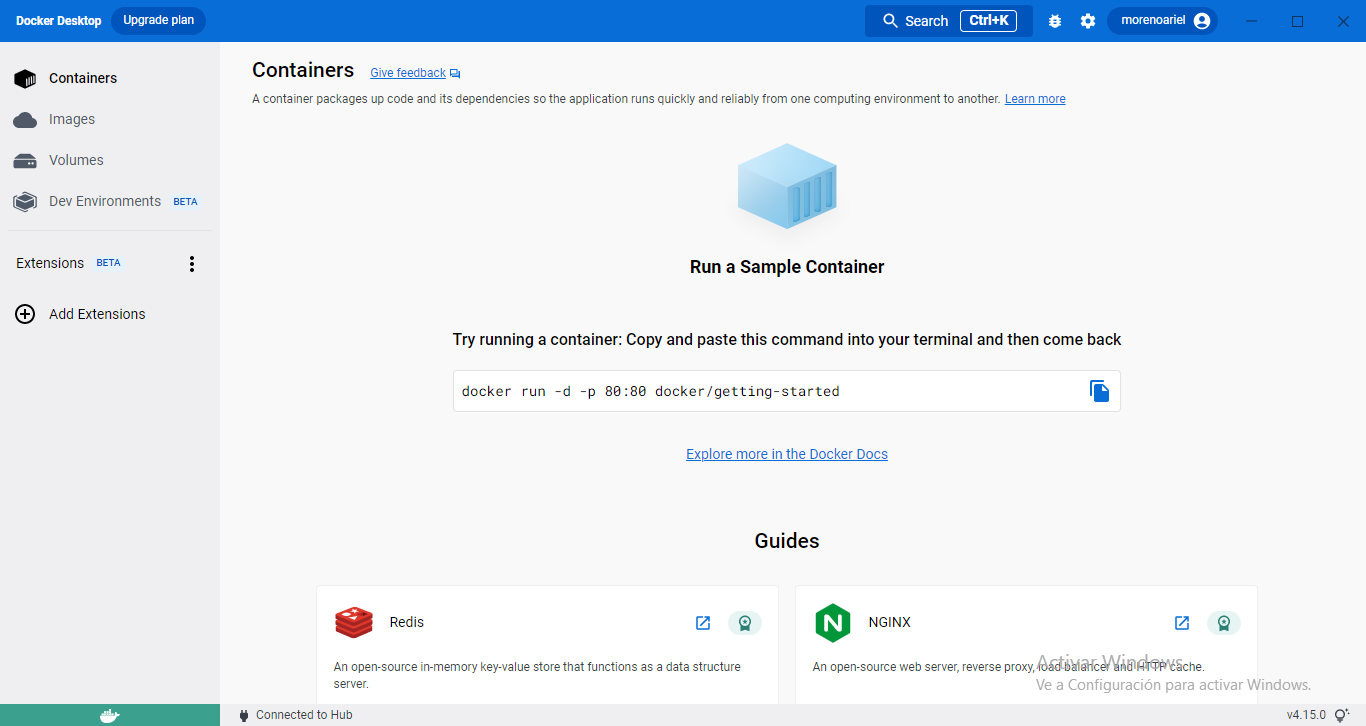 Docker Desktop Upgrade plan Search Ctrl+K morenoariel
Containers
Images
Volumes
Dev Environments BETA
Extensions BETA
Add Extensions
Containers Give feedback
A container packages up code and its dependencies so the application runs quickly and reliably from one computing environment to another. Learn more
Run a Sample Container
Try running a container: Copy and paste this command into your terminal and then come back
docker run -d -p 80:80 docker/getting-started
Explore more in the Docker Docs
Guides
Redis
An open-source in-memory key-value store that functions as a data structure
server.
NGINX
An open-source web server, reverse proxy, load balancer and HTTP cache.
Activar Windows
Ve a Configuración para activar Windows.
Connected to Hub
v4.15.0